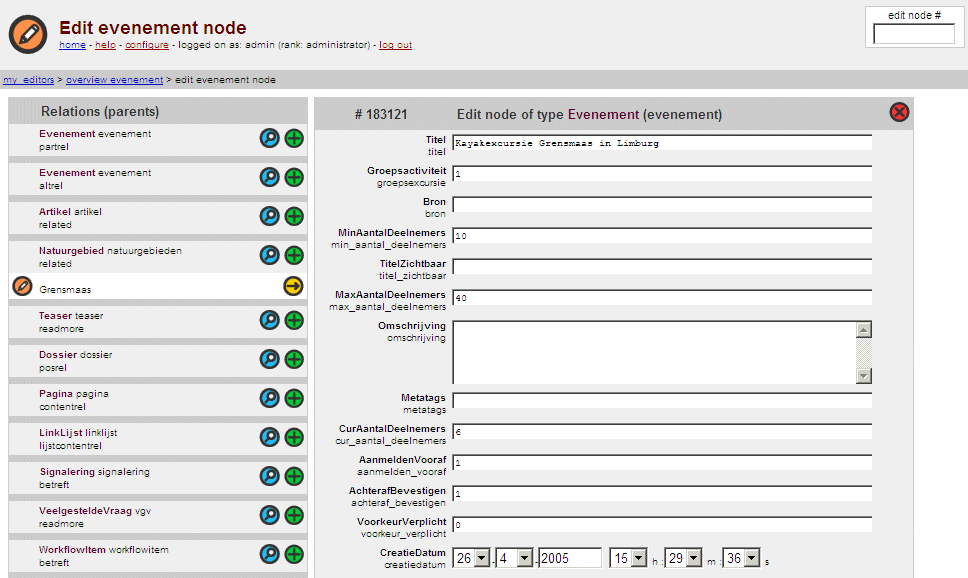 Edit evenement node
home - help - configure - logged on as: admin (rank: administrator) - log out
edit node #
my_editors > overview evenement > edit evenement node
Relations (parents)
Evenement evenement
partrel
Evenement evenement
altrel
Artikel artikel
related
Natuurgebied natuurgebieden
related
Grensmaas
Teaser teaser
readmore
Dossier dossier
posrel
Pagina pagina
contentrel
LinkLijst linklijst
lijstcontentrel
Signalering signalering
betreft
VeelgesteldeVraag vgv
readmore
WorkflowItem workflowitem
betreft
# 183121 Edit node of type Evenement (evenement)
Titel
titel
Kayakexcursie Grensmaas in Limburg
Groepsactiviteit
groepsexcursie
1
Bron
bron
MinAantalDeelnemers
min_aantal_deelnemers
10
TitelZichtbaar
titel_zichtbaar
MaxAantalDeelnemers
max_aantal_deelnemers
40
Omschrijving
omschrijving
Metatags
metatags
CurAantalDeelnemers
cur_aantal_deelnemers
6
AanmeldenVooraf
aanmelden_vooraf
1
AchterafBevestigen
achteraf_bevestigen
1
VoorkeurVerplicht
voorkeur_verplicht
0
CreatieDatum
creatiedatum
26 - 4 - 2005 15 h : 29 m : 36 s